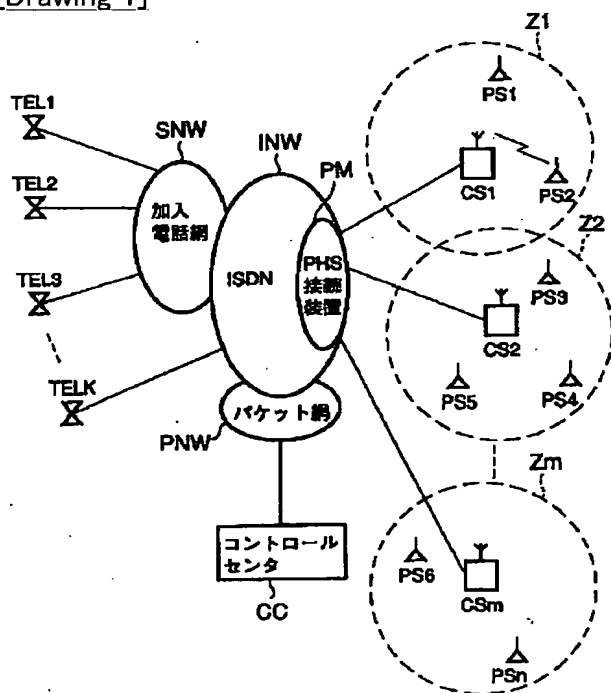 [Drawing 1]
Z1
TEL1
SNW
INW
PS1
TEL2
PM
CS1
PS2
加入
電話網
Z2
TEL3
ISDN
PHS
接続
装置
PS3
CS2
TELK
PS5
PS4
パケット網
PNW
Zm
コントロール
センタ
PS6
CSm
CC
PSn